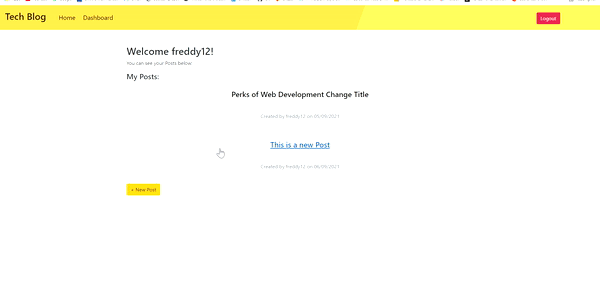 Tech Blog
Home
Dashboard
Logout
Welcome freddy12!
You can see your Posts below:
My Posts:
Perks of Web Development Change Title
Created by freddy12 on 05/09/2021
This is a new Post
Created by freddy12 on 06/09/2021
+ New Post